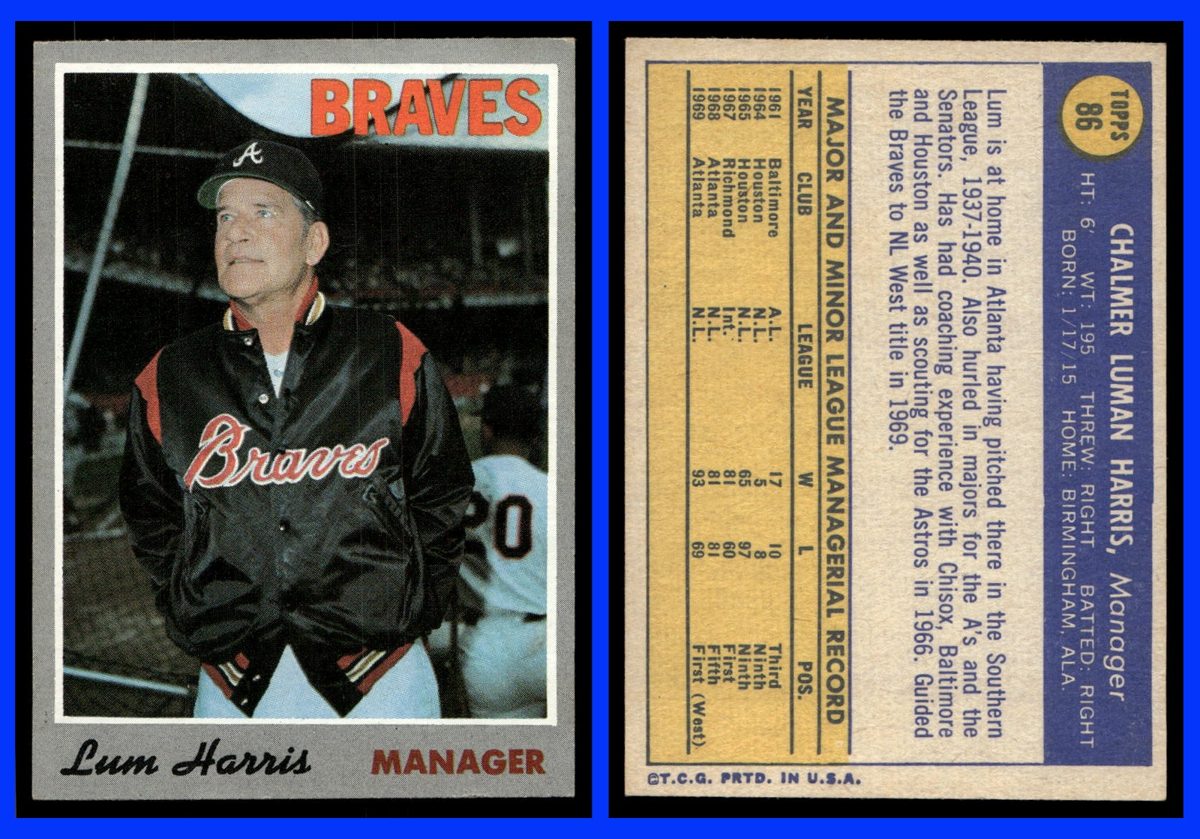 BRAVES
A
Braves
20
Lum Harris
MANAGER
TOPPS
86
CHALMER LUMAN HARRIS, Manager
HT: 6' WT: 195 THREW: RIGHT BATTED: RIGHT
BORN: 1/17/15 HOME: BIRMINGHAM, ALA.
Lum is at home in Atlanta having pitched there in the Southern
League, 1937-1940. Also hurled in majors for the A's and the
Senators. Has had coaching experience with Chisox, Baltimore
and Houston as well as scouting for the Astros in 1966. Guided
the Braves to NL West title in 1969.
MAJOR AND MINOR LEAGUE MANAGERIAL RECORD
YEAR CLUB LEAGUE W L POS.
1961 Baltimore A.L. 17 10 Third
1964 Houston N.L. 5 8 Ninth
1965 Houston N.L. 65 97 Ninth
1967 Richmond Int. 81 60 First
1968 Atlanta N.L. 81 81 Fifth
1969 Atlanta N.L. 93 69 First (West)
©T.C.G. PRTD. IN U.S.A.